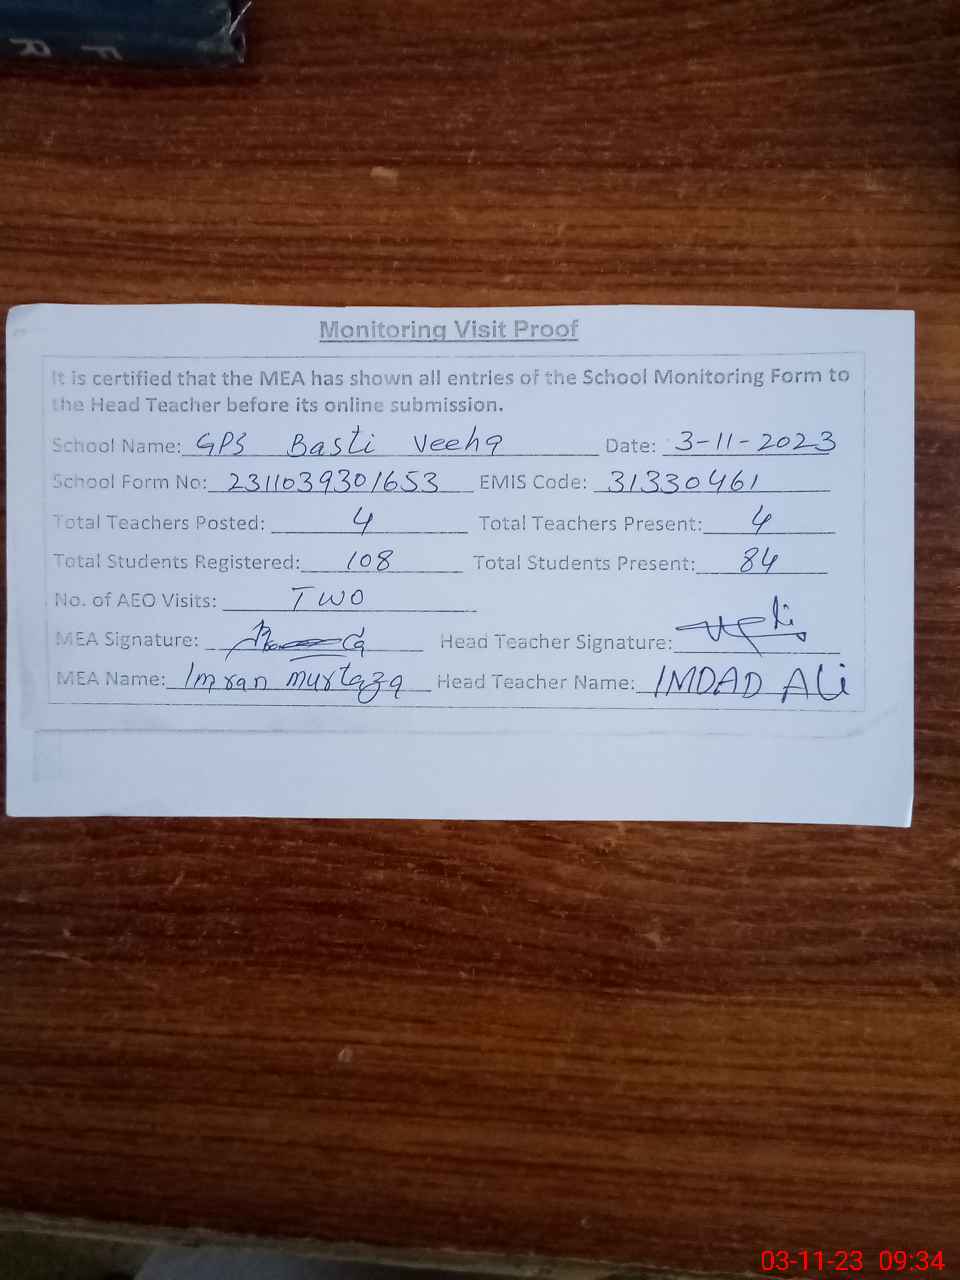 Monitoring Visit Proof
It is certified that the MEA has shown all entries of the School Monitoring Form to
the Head Teacher before its online submission.
School Name: GPS Basti Veeha Date: 3-11-2023
School Form No: 2311039301653 EMIS Code: 31330461
Total Teachers Posted: 4 Total Teachers Present: 4
Total Students Registered: 108 Total Students Present: 84
No. of AEO Visits: TWO
MEA Signature: Head Teacher Signature:
MEA Name: Imran murtaza Head Teacher Name: IMDAD ALi
03-11-23 09:34